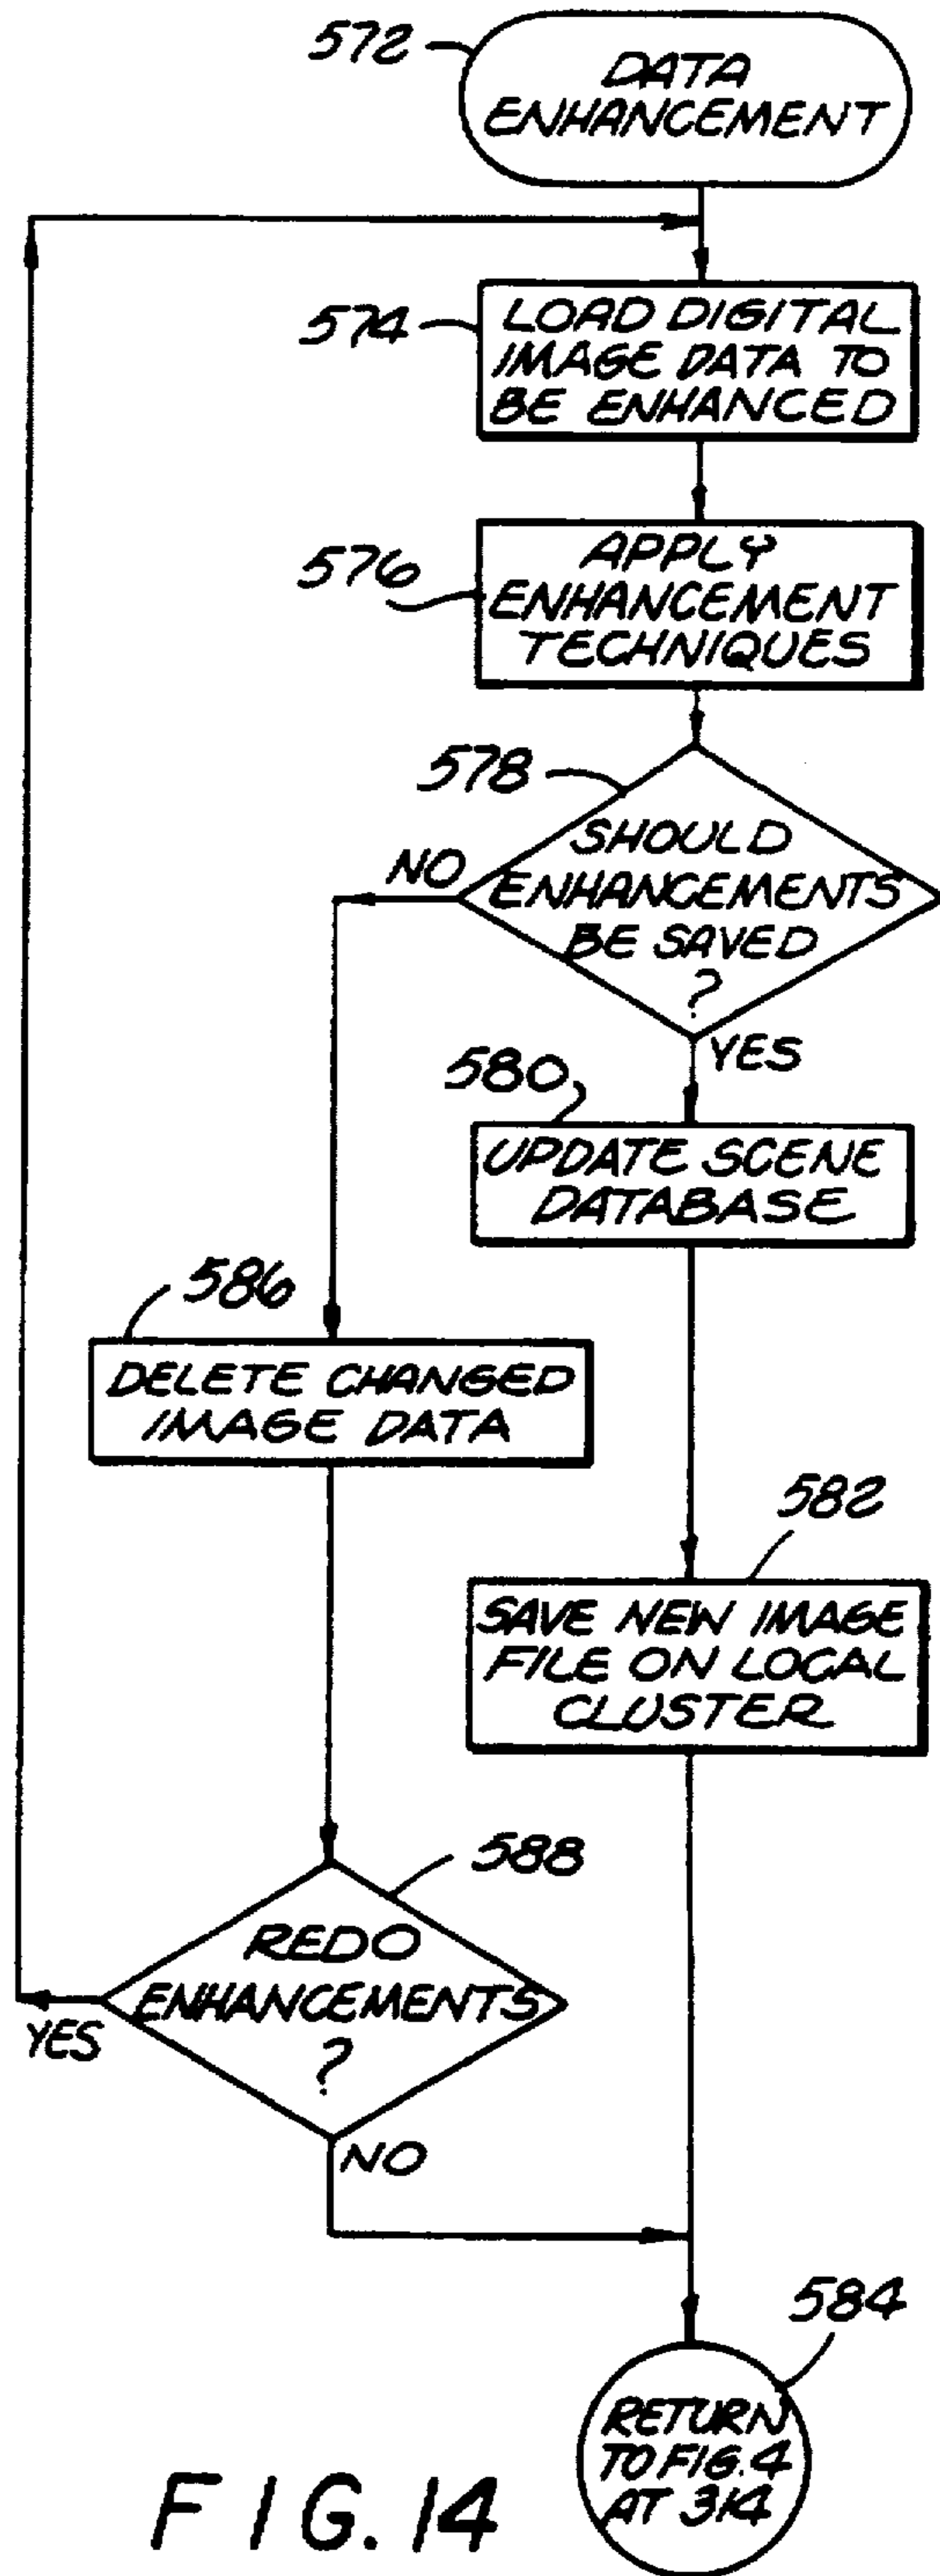 572
DATA
ENHANCEMENT
574
LOAD DIGITAL
IMAGE DATA TO
BE ENHANCED
576
APPLY
ENHANCEMENT
TECHNIQUES
578
SHOULD
ENHANCEMENTS
BE SAVED
?
NO
YES
580
UPDATE SCENE
DATABASE
586
DELETE CHANGED
IMAGE DATA
582
SAVE NEW IMAGE
FILE ON LOCAL
CLUSTER
588
REDO
ENHANCEMENTS
?
YES
NO
584
RETURN
TO FIG. 4
AT 314
FIG. 14